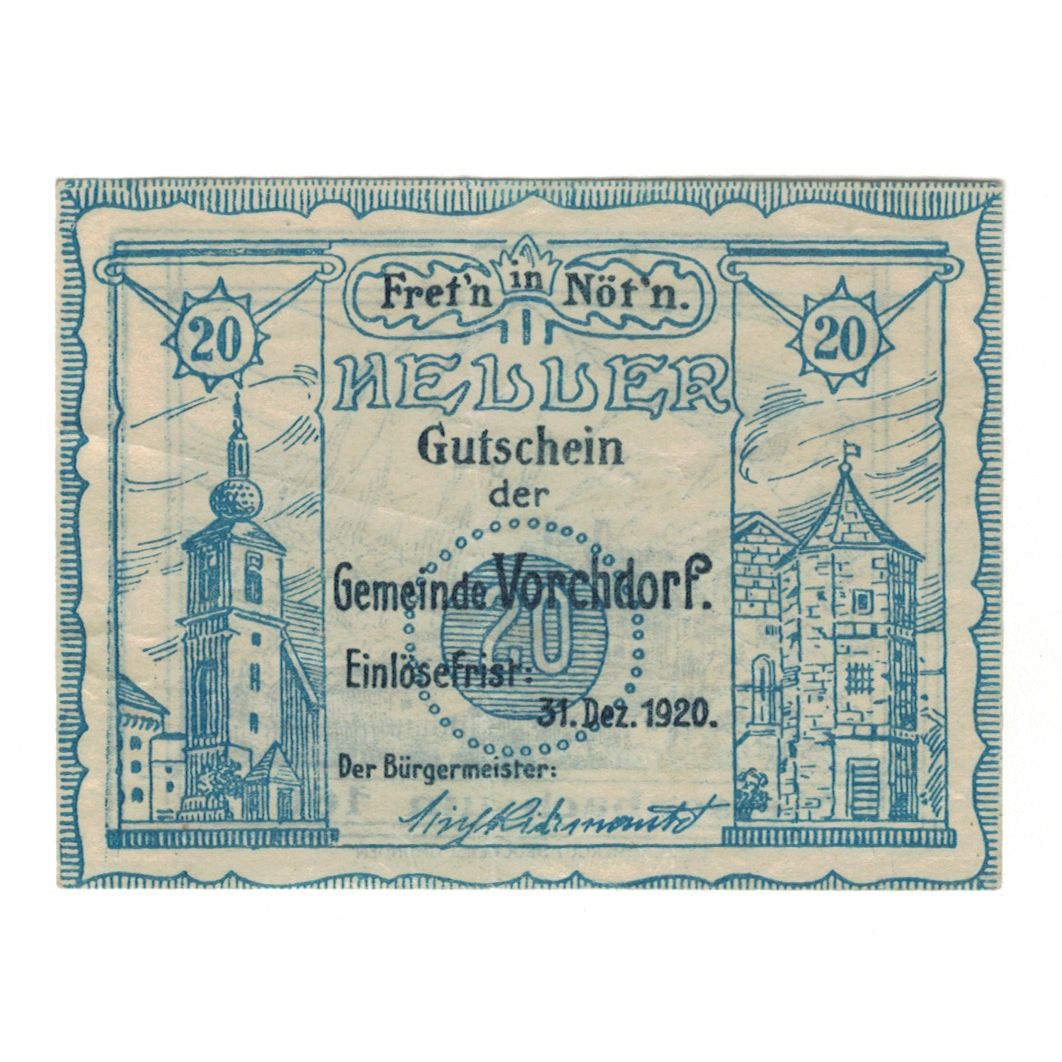 Fret'n in Nöt'n.
20
20
HELLER
Gutschein
der
Gemeinde Vorchdorf.
20
Einlösefrist:
31. Dez. 1920.
Der Bürgermeister: